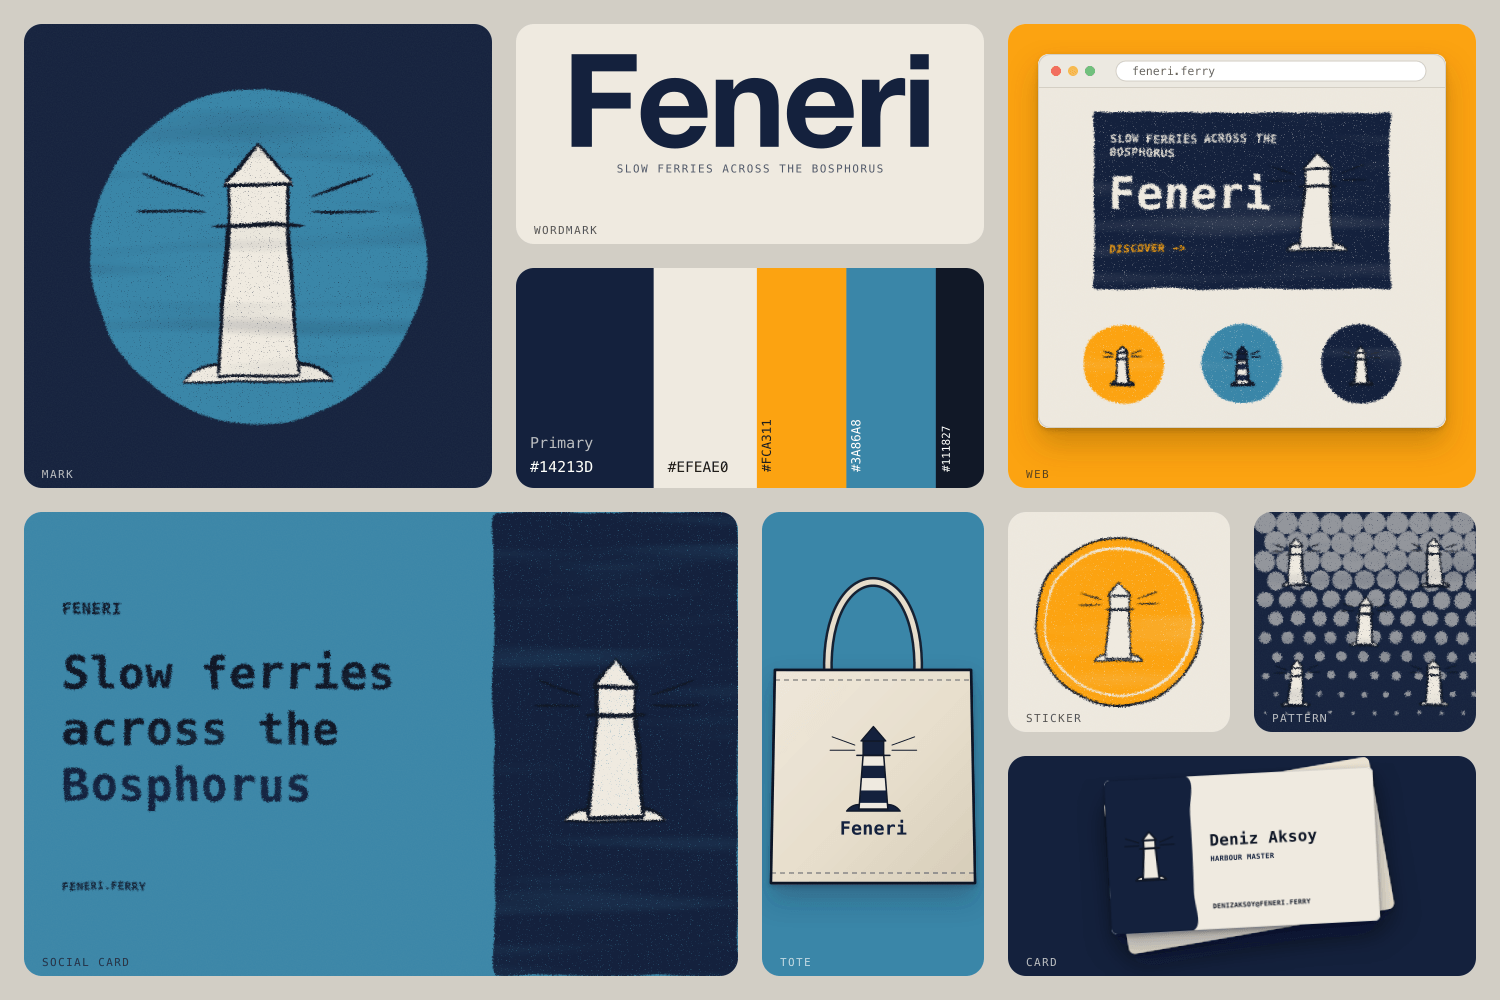 MARK
Feneri
SLOW FERRIES ACROSS THE BOSPHORUS
WORDMARK
Primary
#14213D
#EFEAE0
#FCA311
#3A86A8
#111827
feneri.ferry
SLOW FERRIES ACROSS THE
BOSPHORUS
Feneri
DISCOVER →
WEB
FENERI
Slow ferries
across the
Bosphorus
FENERI.FERRY
SOCIAL CARD
Feneri
TOTE
STICKER
PATTERN
Deniz Aksoy
HARBOUR MASTER
DENIZAKSOY@FENERI.FERRY
CARD